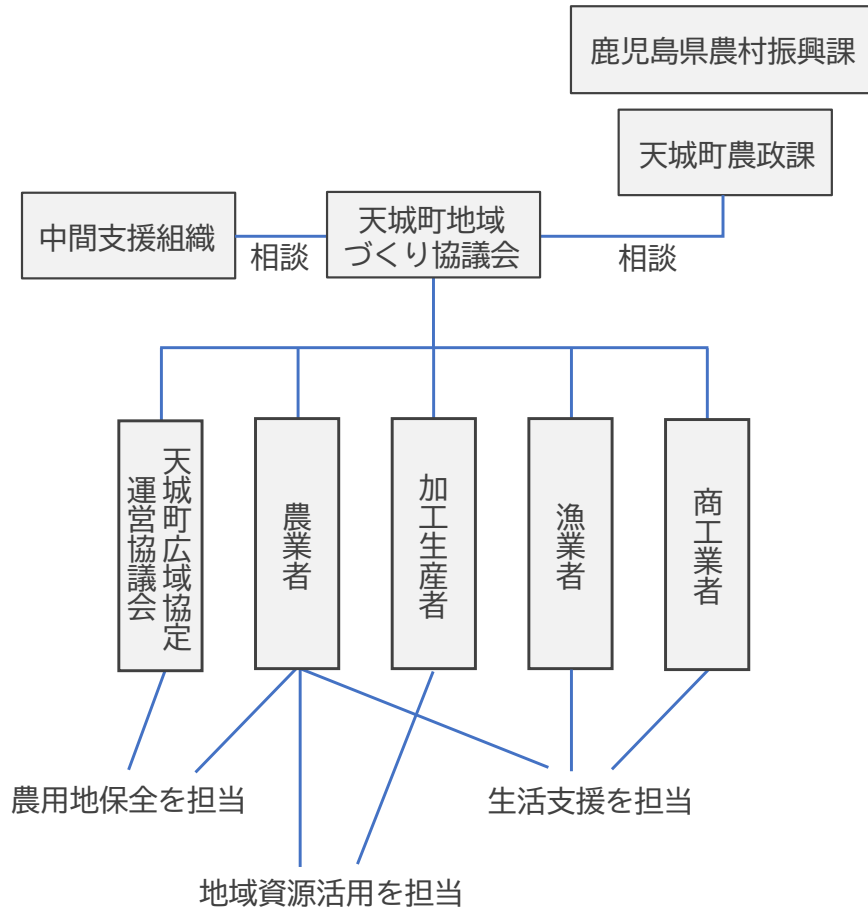 鹿児島県農村振興課
天城町農政課
中間支援組織
相談
天城町地域
づくり協議会
相談
天城町広域協定
運営協議会
農業者
加工生産者
漁業者
商工業者
農用地保全を担当
生活支援を担当
地域資源活用を担当